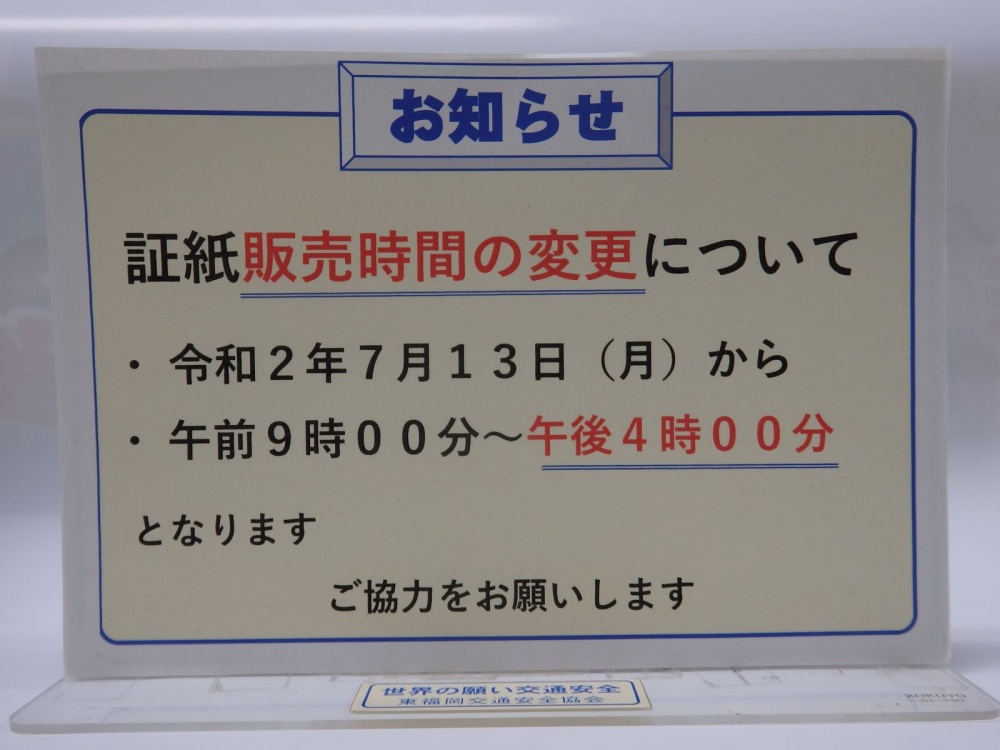 お知らせ
証紙販売時間の変更について
・ 令和２年７月１３日（月）から
・ 午前９時００分～午後４時００分
となります
ご協力をお願いします
世界の願い交通安全
東福岡交通安全協会
KOKUYO